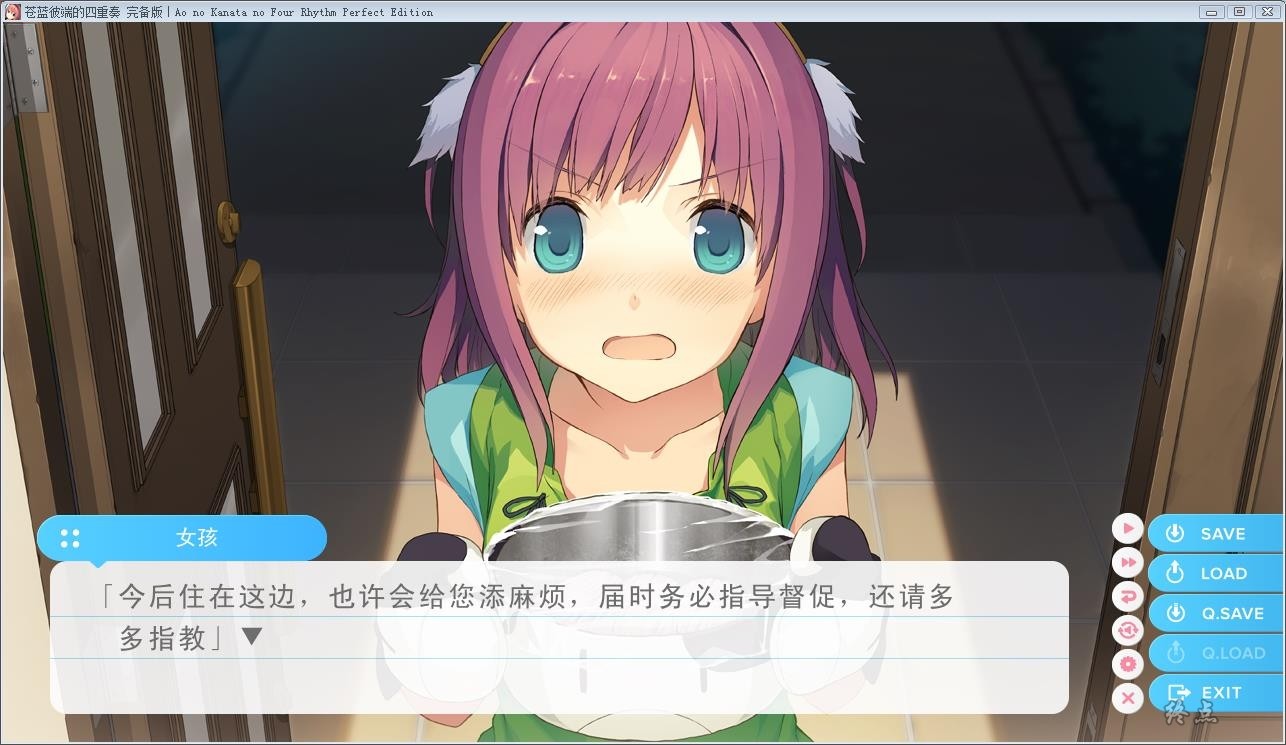 苍蓝彼端的四重奏 完备版 | Ao no Kanata no Four Rhythm Perfect Edition
女孩
「今后住在这边，也许会给您添麻烦，届时务必指导督促，还请多
多指教」▼
SAVE
LOAD
Q.SAVE
Q.LOAD
EXIT
终点